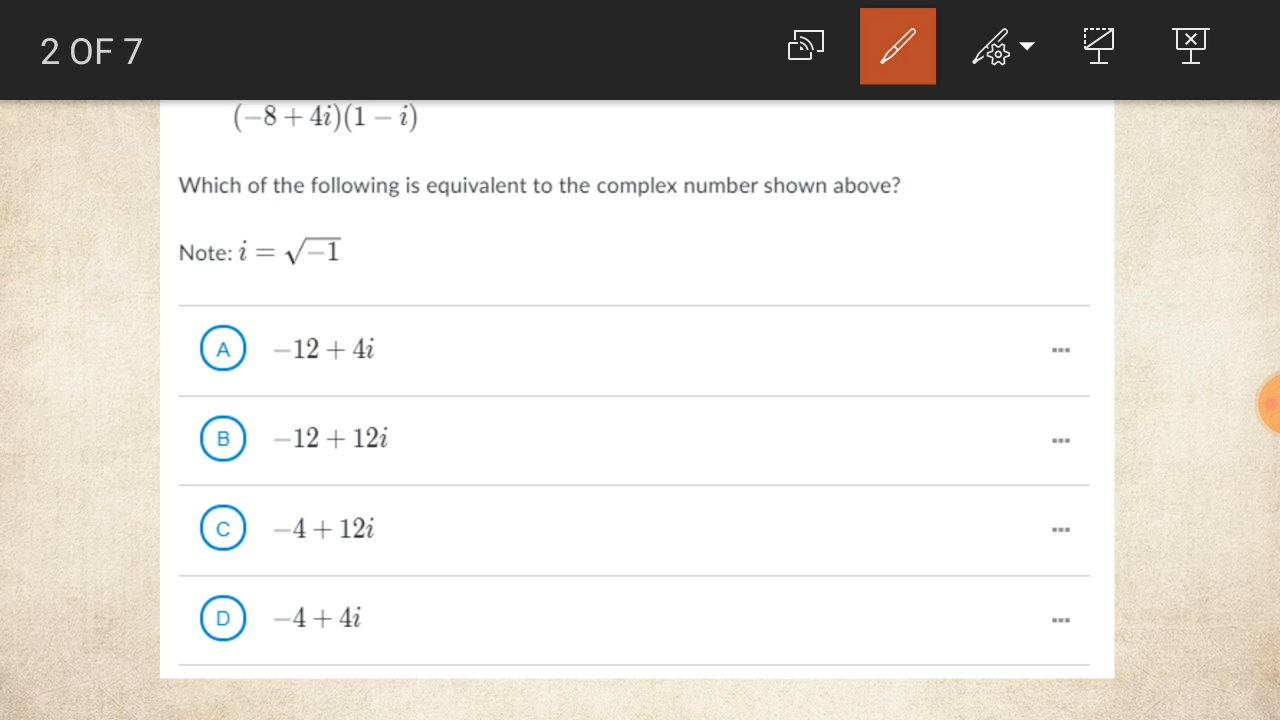 2 OF 7
(−8 + 4i)(1 − i)
Which of the following is equivalent to the complex number shown above?
Note: i = √−1
A −12 + 4i
B −12 + 12i
C −4 + 12i
D −4 + 4i